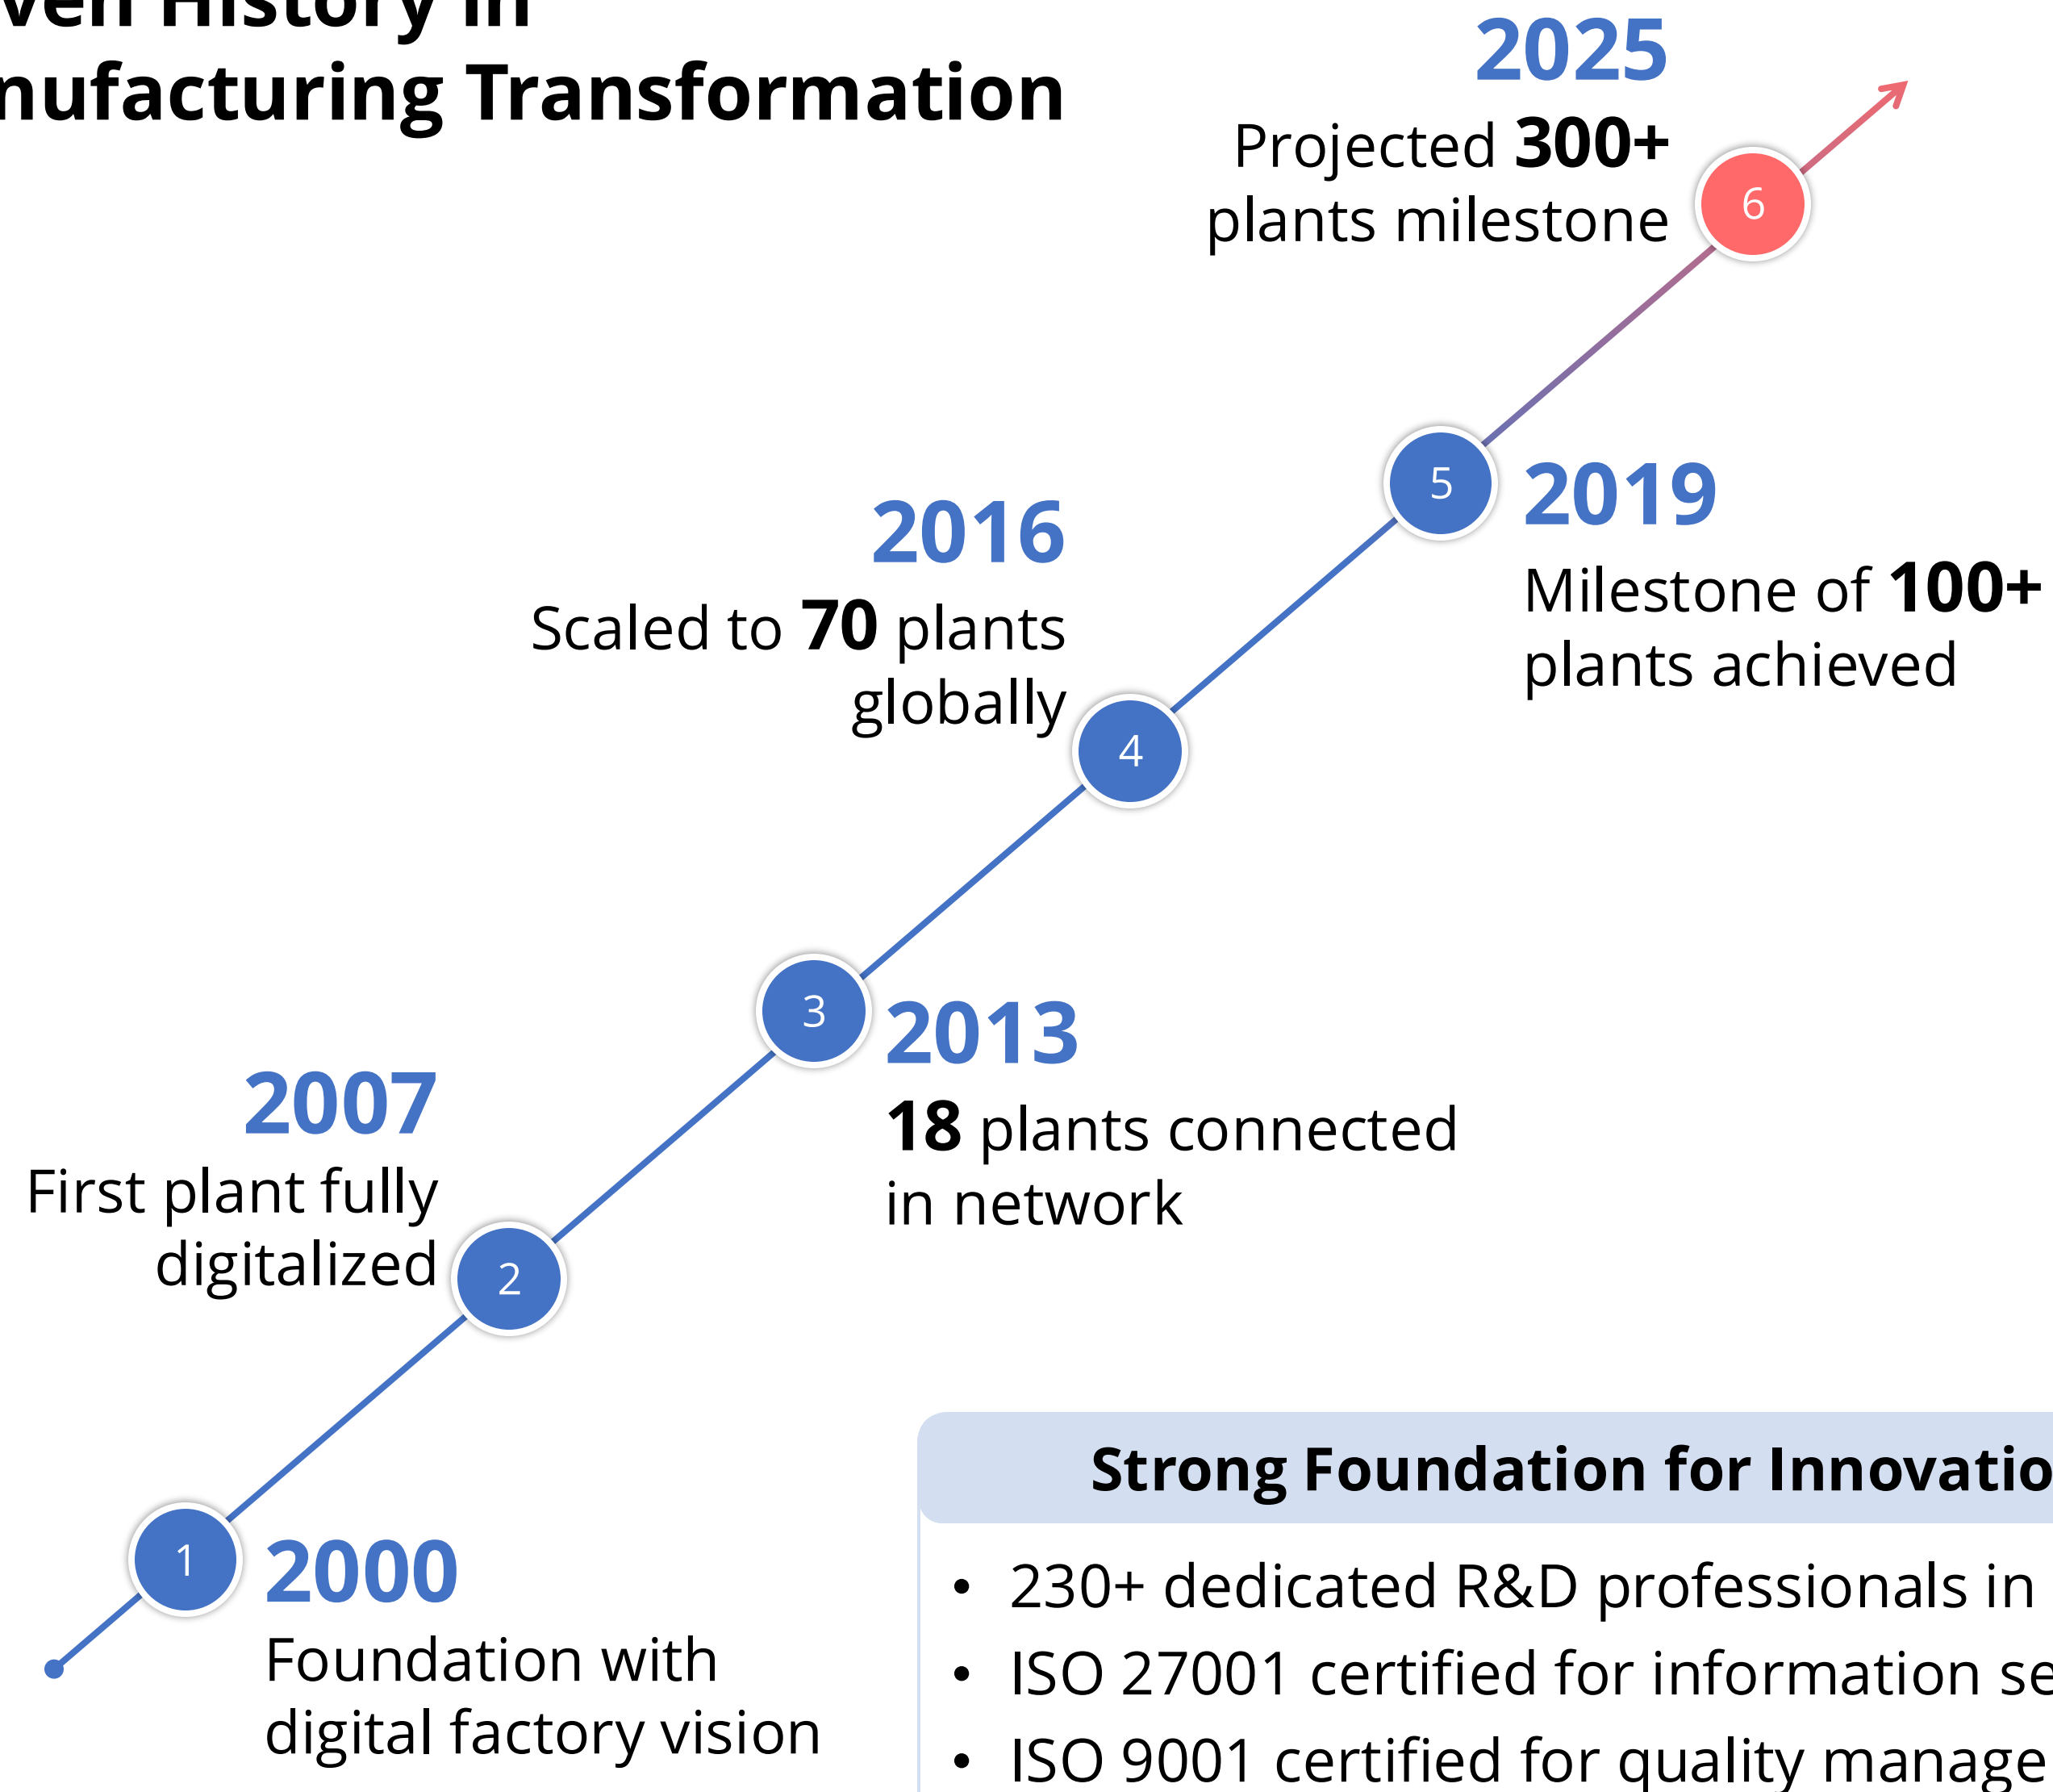 ven History in
nufacturing Transformation
2025
Projected 300+
plants milestone
6
5
2019
Milestone of 100+
plants achieved
2016
Scaled to 70 plants
globally
4
3
2013
18 plants connected
in network
2007
First plant fully
digitalized
2
1
2000
Foundation with
digital factory vision
Strong Foundation for Innovatio
• 230+ dedicated R&D professionals in
• ISO 27001 certified for information se
• ISO 9001 certified for quality manage